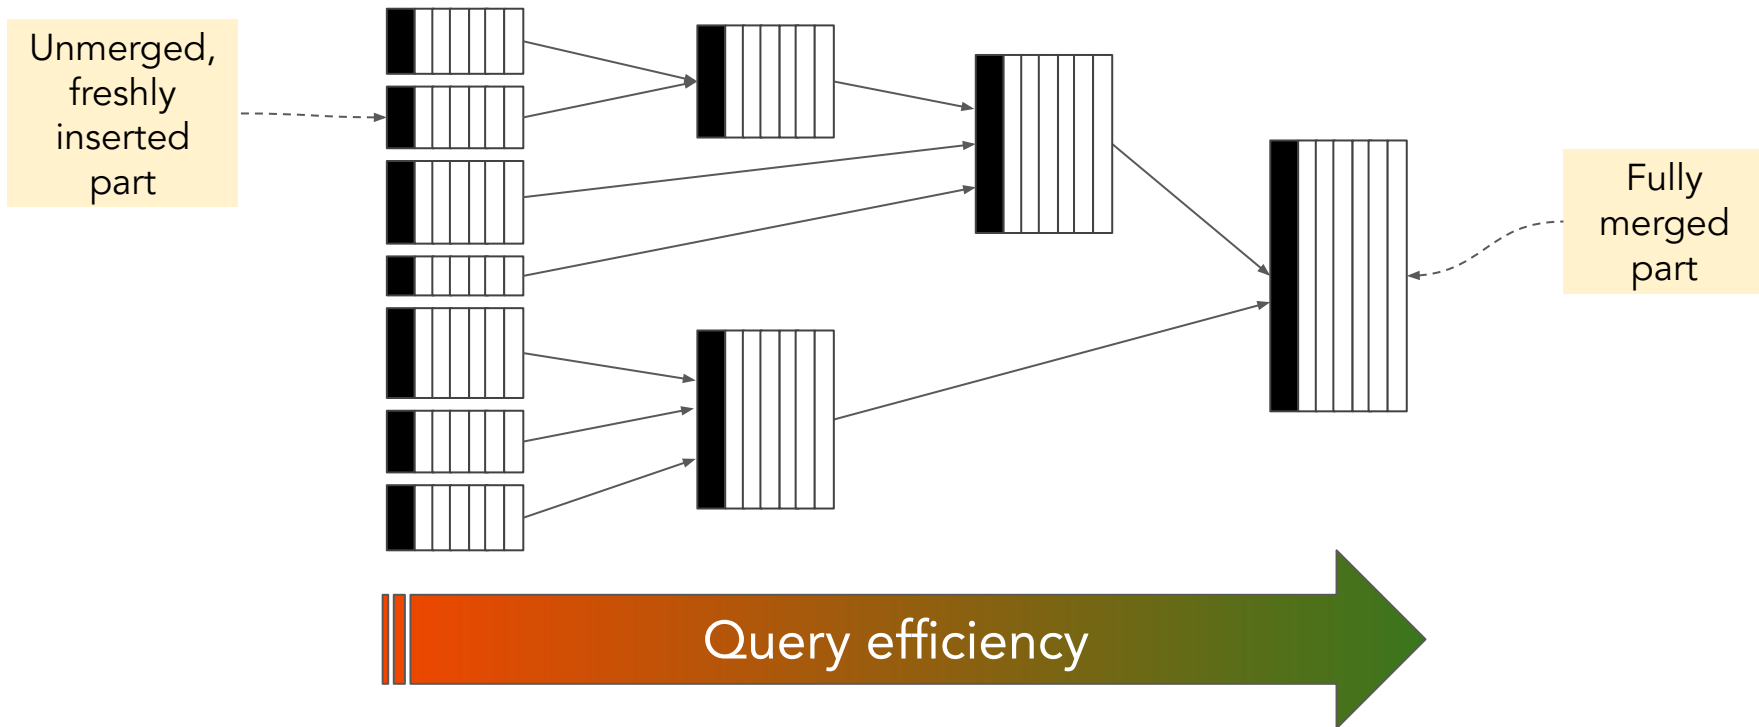 Unmerged,
freshly
inserted
part
Fully
merged
part
Query efficiency